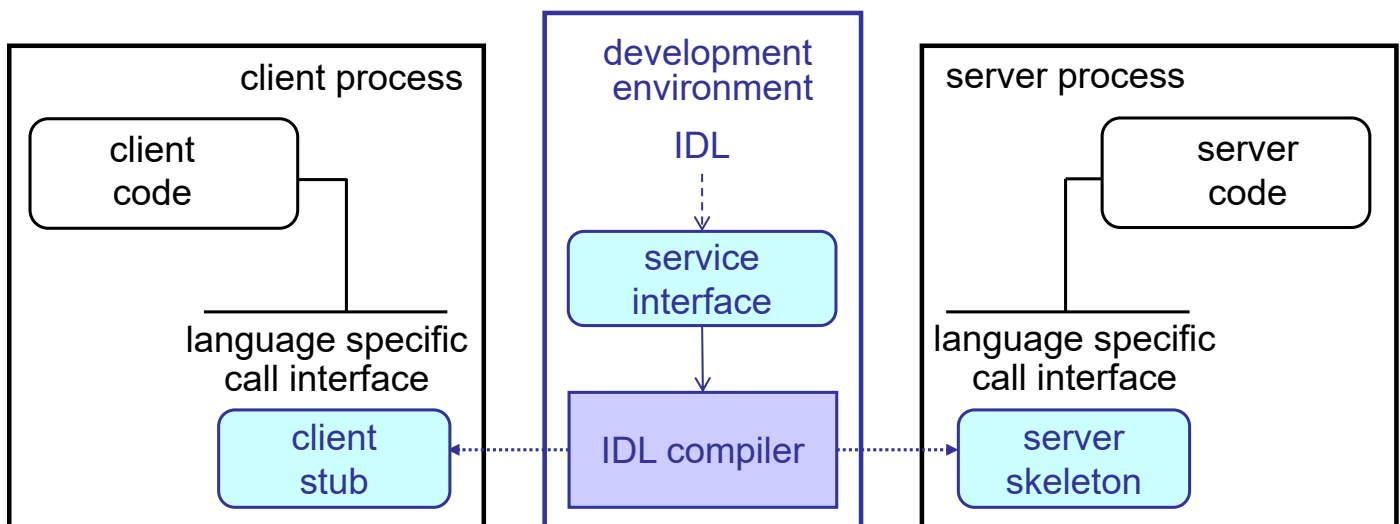 client process
client
code
language specific
call interface
client
stub
development
environment
IDL
service
interface
IDL compiler
server process
server
code
language specific
call interface
server
skeleton